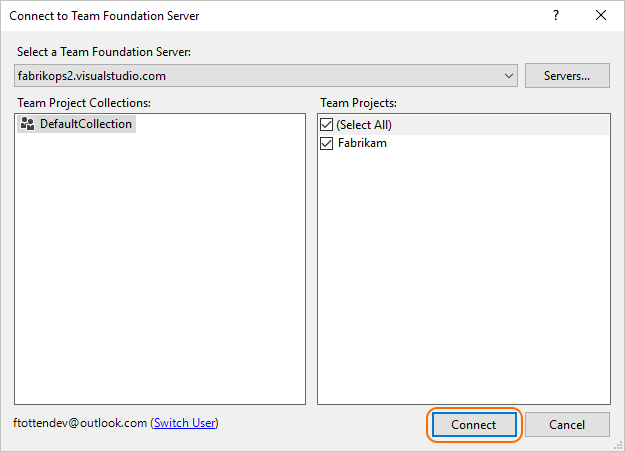 Connect to Team Foundation Server
?
Select a Team Foundation Server:
fabrikops2.visualstudio.com
Servers...
Team Project Collections:
Team Projects:
DefaultCollection
(Select All)
Fabrikam
ftottendev@outlook.com (Switch User)
Connect
Cancel